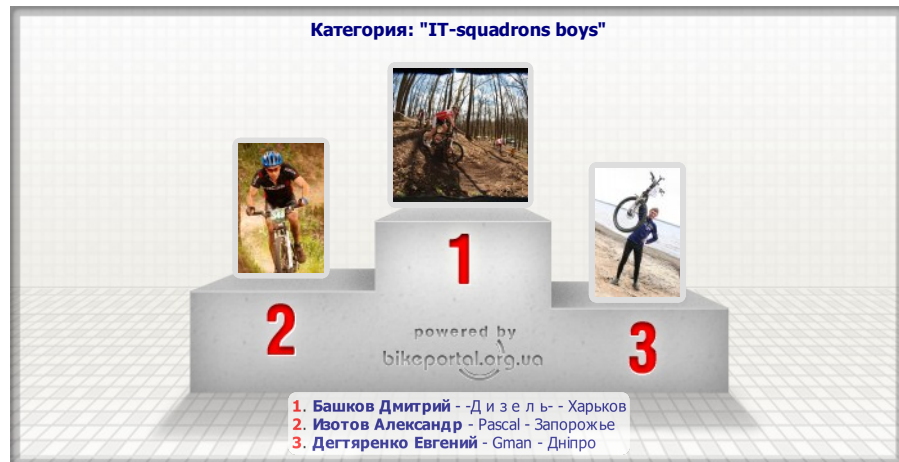 Категория: "IT-squadrons boys"
1
2
3
powered by
bikeportal.org.ua
1. Башков Дмитрий - -Д и з е л ь- - Харьков
2. Изотов Александр - Pascal - Запорожье
3. Дегтяренко Евгений - Gman - Дніпро